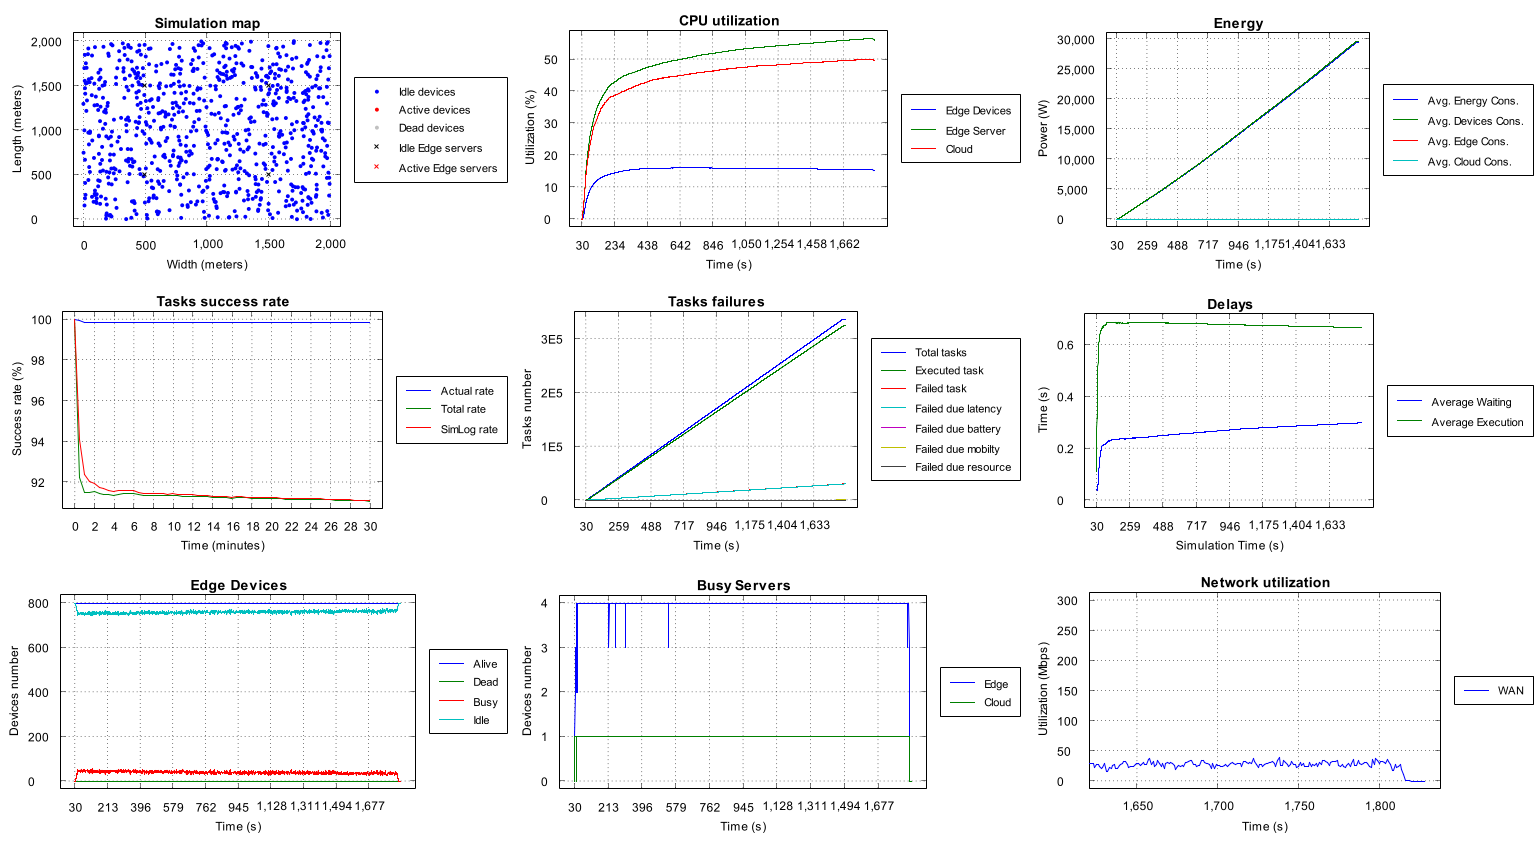 Simulation map
2,000
1,500
1,000
500
0
Length (meters)
0 500 1,000 1,500 2,000
Width (meters)
Idle devices
Active devices
Dead devices
Idle Edge servers
Active Edge servers
CPU utilization
50
40
30
20
10
0
Utilization (%)
30 234 438 642 846 1,050 1,254 1,458 1,662
Time (s)
Edge Devices
Edge Server
Cloud
Energy
30,000
25,000
20,000
15,000
10,000
5,000
0
Power (W)
30 259 488 717 946 1,175 1,404 1,633
Time (s)
Avg. Energy Cons.
Avg. Devices Cons.
Avg. Edge Cons.
Avg. Cloud Cons.
Tasks success rate
100
98
96
94
92
Success rate (%)
0 2 4 6 8 10 12 14 16 18 20 22 24 26 28 30
Time (minutes)
Actual rate
Total rate
SimLog rate
Tasks failures
3E5
2E5
1E5
0
Tasks number
30 259 488 717 946 1,175 1,404 1,633
Time (s)
Total tasks
Executed task
Failed task
Failed due latency
Failed due battery
Failed due mobilty
Failed due resource
Delays
0.6
0.4
0.2
0
Time (s)
30 259 488 717 946 1,175 1,404 1,633
Simulation Time (s)
Average Waiting
Average Execution
Edge Devices
800
600
400
200
0
Devices number
30 213 396 579 762 945 1,128 1,311 1,494 1,677
Time (s)
Alive
Dead
Busy
Idle
Busy Servers
4
3
2
1
0
Devices number
30 213 396 579 762 945 1,128 1,311 1,494 1,677
Time (s)
Edge
Cloud
Network utilization
300
250
200
150
100
50
0
Utilization (Mbps)
1,650 1,700 1,750 1,800
Time (s)
WAN